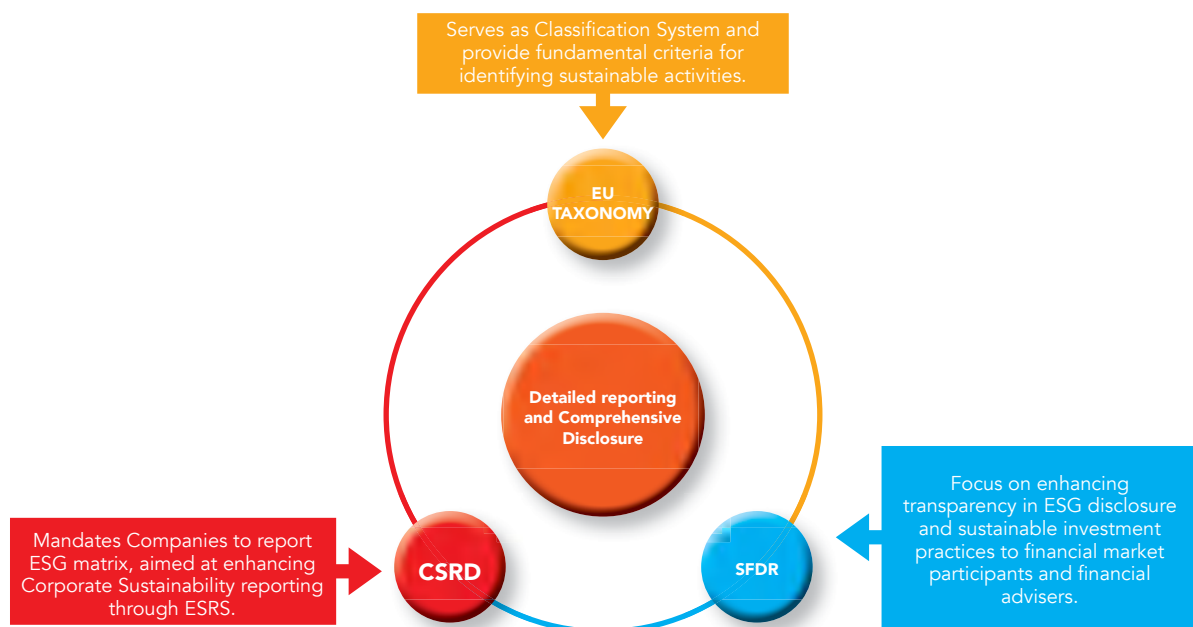 Serves as Classification System and
provide fundamental criteria for
identifying sustainable activities.
EU
TAXONOMY
Detailed reporting
and Comprehensive
Disclosure
Mandates Companies to report
ESG matrix, aimed at enhancing
Corporate Sustainability reporting
through ESRS.
CSRD
SFDR
Focus on enhancing
transparency in ESG disclosure
and sustainable investment
practices to financial market
participants and financial
advisers.